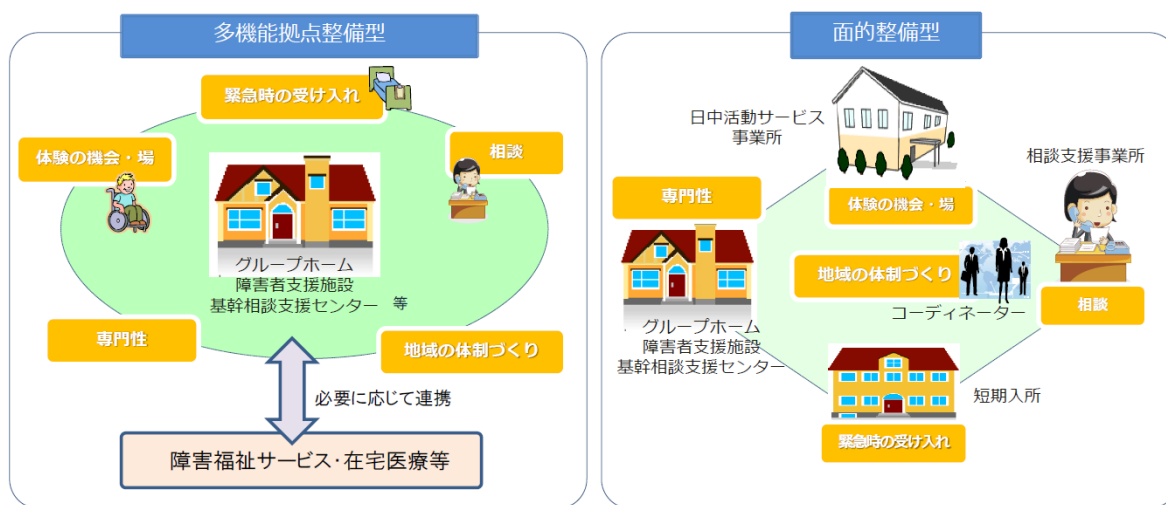 多機能拠点整備型
緊急時の受け入れ
体験の機会・場
相談
グループホーム
障害者支援施設
基幹相談支援センター 等
専門性
地域の体制づくり
必要に応じて連携
障害福祉サービス・在宅医療等
面的整備型
日中活動サービス
事業所
相談支援事業所
専門性
体験の機会・場
地域の体制づくり
コーディネーター
相談
グループホーム
障害者支援施設
基幹相談支援センター
短期入所
緊急時の受け入れ